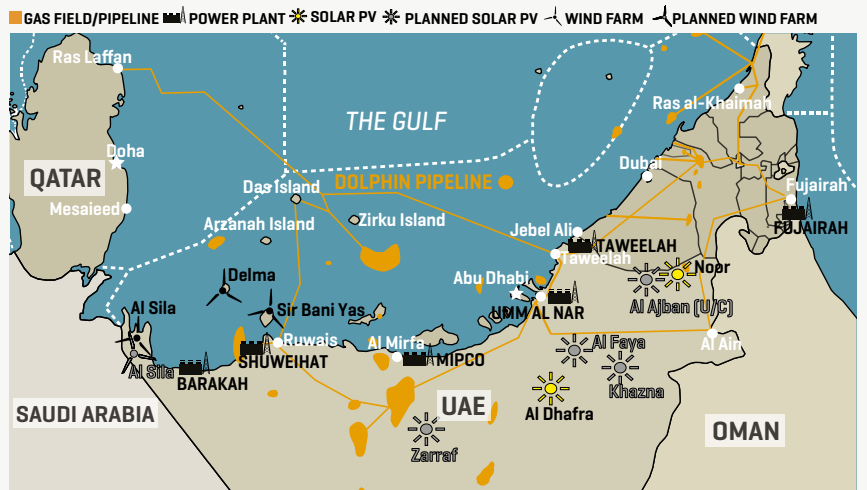 GAS FIELD/PIPELINE POWER PLANT SOLAR PV PLANNED SOLAR PV WIND FARM PLANNED WIND FARM
Ras Laffan
THE GULF
Ras al-Khaimah
Doha
Dubai
QATAR
Das Island
DOLPHIN PIPELINE
Fujairah
Mesaieed
Arzanah Island
Zirku Island
Jebel Ali
FUJAIRAH
TAWEELAH
Taweelah
Noor
Delma
Abu Dhabi
Al Ajban (U/C)
Al Sila
Sir Bani Yas
UMM AL NAR
Ruwais
Al Mirfa
Al Faya
Al Ain
SHUWEIHAT
MIPCO
Al Sila
BARAKAH
Khazna
SAUDI ARABIA
UAE
Al Dhafra
OMAN
Zarraf